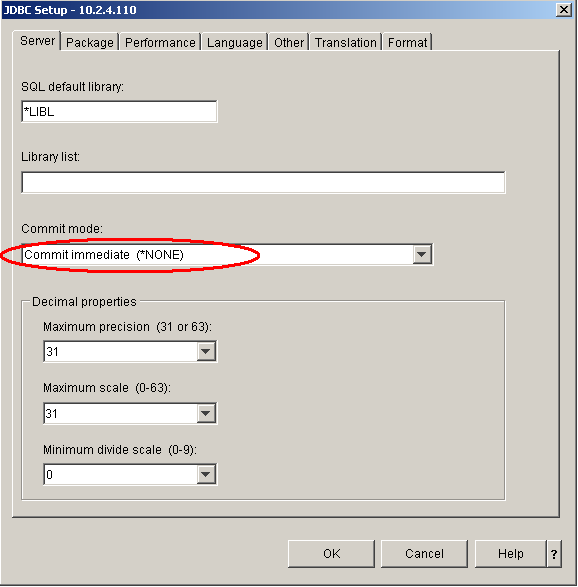 JDBC Setup - 10.2.4.110
Server Package Performance Language Other Translation Format
SQL default library:
*LIBL
Library list:
Commit mode:
Commit immediate (*NONE)
Decimal properties
Maximum precision (31 or 63):
31
Maximum scale (0-63):
31
Minimum divide scale (0-9):
0
OK Cancel Help ?